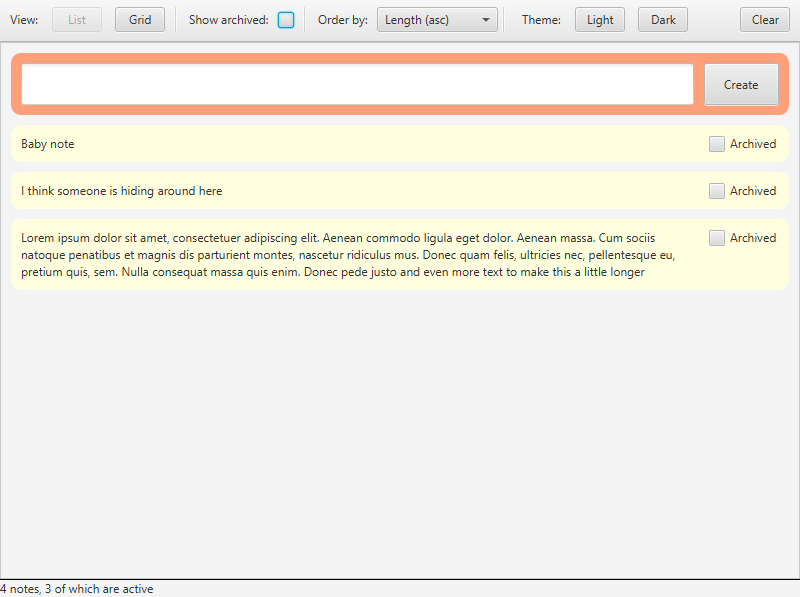 View: List Grid Show archived: Order by: Length (asc) Theme: Light Dark Clear
Create
Baby note Archived
I think someone is hiding around here Archived
Lorem ipsum dolor sit amet, consectetuer adipiscing elit. Aenean commodo ligula eget dolor. Aenean massa. Cum sociis Archived
natoque penatibus et magnis dis parturient montes, nascetur ridiculus mus. Donec quam felis, ultricies nec, pellentesque eu,
pretium quis, sem. Nulla consequat massa quis enim. Donec pede justo and even more text to make this a little longer
4 notes, 3 of which are active